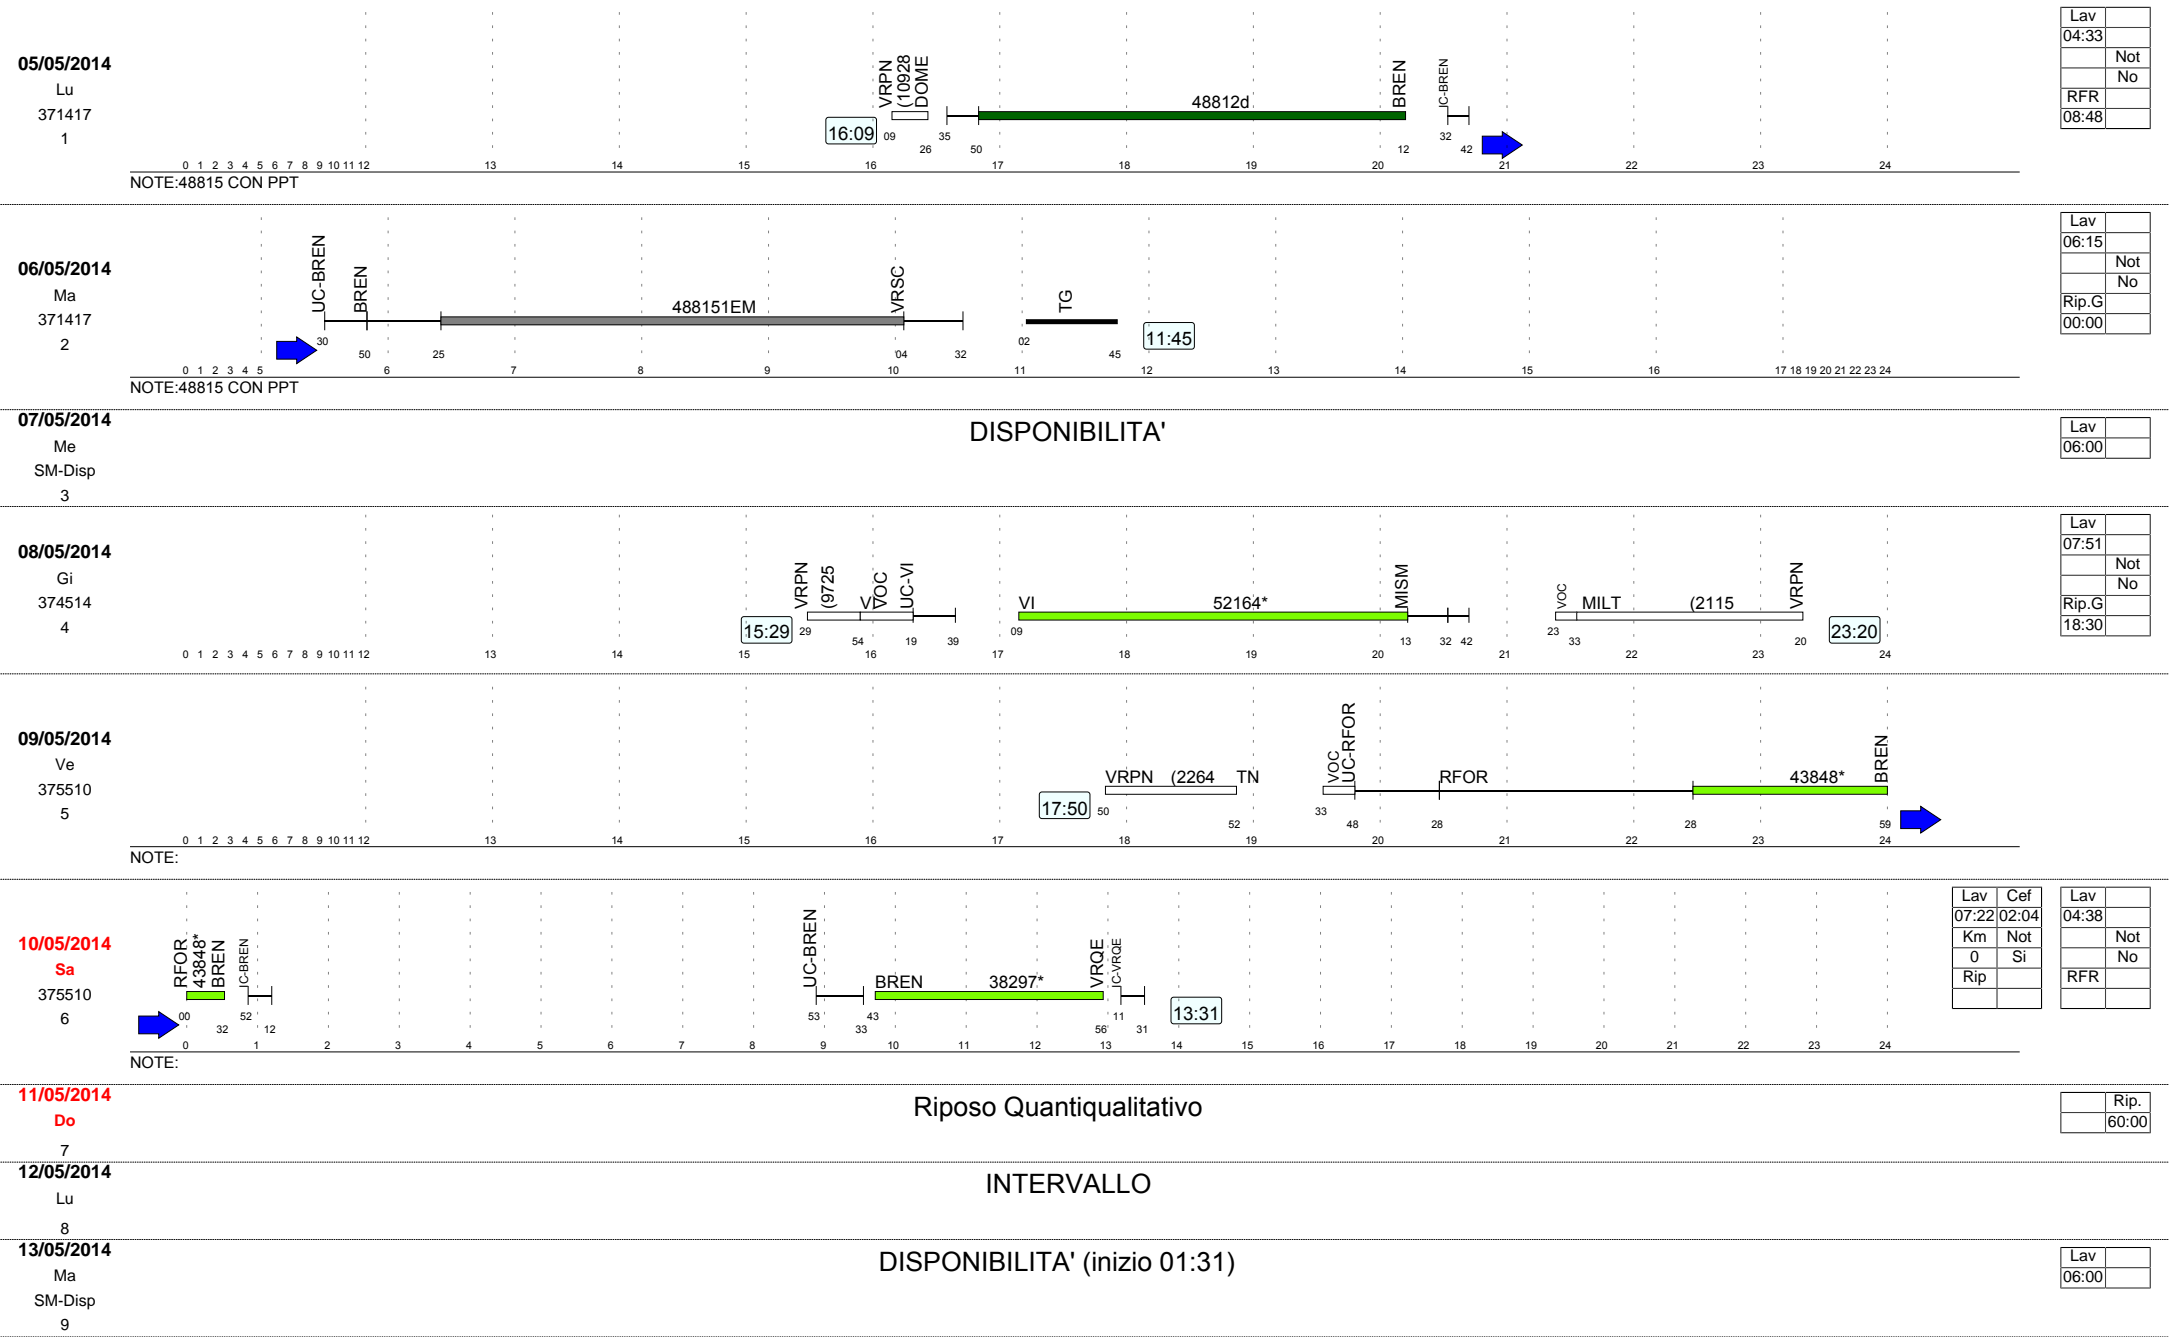 05/05/2014
Lu
371417
1
16:09
VRPN
(10928
DOME
48812d
BREN
IC-BREN
09 26 35 50 12 32 42
0 1 2 3 4 5 6 7 8 9 10 11 12 13 14 15 16 17 18 19 20 21 22 23 24
NOTE:48815 CON PPT
Lav
04:33
Not
No
RFR
08:48
06/05/2014
Ma
371417
2
UC-BREN
BREN
488151EM
VRSC
TG
11:45
30 50 25 04 32 02 45
0 1 2 3 4 5 6 7 8 9 10 11 12 13 14 15 16 17 18 19 20 21 22 23 24
NOTE:48815 CON PPT
Lav
06:15
Not
No
Rip.G
00:00
07/05/2014
Me
SM-Disp
3
DISPONIBILITA'
Lav
06:00
08/05/2014
Gi
374514
4
15:29
VRPN
(9725
VI
VOC
UC-VI
VI
52164*
MISM
VOC
MILT
(2115
VRPN
23:20
29 54 19 39 09 13 32 42 23 33 20
0 1 2 3 4 5 6 7 8 9 10 11 12 13 14 15 16 17 18 19 20 21 22 23 24
Lav
07:51
Not
No
Rip.G
18:30
09/05/2014
Ve
375510
5
17:50
VRPN (2264 TN
VOC
UC-RFOR
RFOR
43848*
BREN
50 52 33 48 28 28 59
0 1 2 3 4 5 6 7 8 9 10 11 12 13 14 15 16 17 18 19 20 21 22 23 24
NOTE:
10/05/2014
Sa
375510
6
RFOR
43848*
BREN
IC-BREN
UC-BREN
BREN
38297*
VRQE
IC-VRQE
13:31
00 32 52 12 53 33 43 56 11 31
0 1 2 3 4 5 6 7 8 9 10 11 12 13 14 15 16 17 18 19 20 21 22 23 24
NOTE:
Lav Cef
07:22 02:04
Km Not
0 Si
Rip
Lav
04:38
Not
No
RFR
11/05/2014
Do
7
Riposo Quantiqualitativo
Rip.
60:00
12/05/2014
Lu
8
INTERVALLO
13/05/2014
Ma
SM-Disp
9
DISPONIBILITA' (inizio 01:31)
Lav
06:00